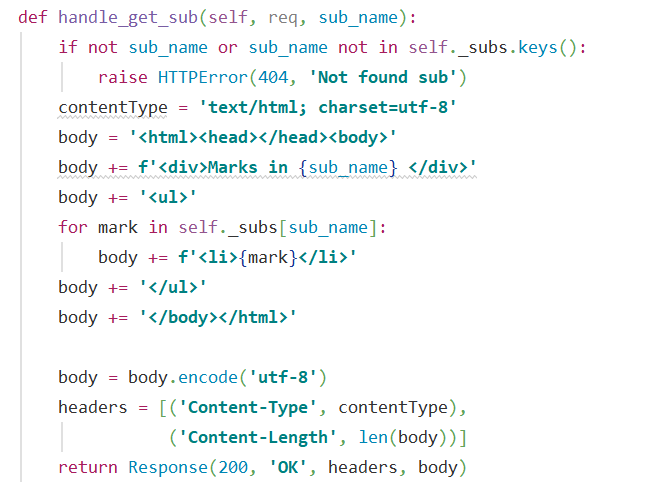 def handle_get_sub(self, req, sub_name):
    if not sub_name or sub_name not in self._subs.keys():
        raise HTTPError(404, 'Not found sub')
    contentType = 'text/html; charset=utf-8'
    body = '<html><head></head><body>'
    body += f'<div>Marks in {sub_name} </div>'
    body += '<ul>'
    for mark in self._subs[sub_name]:
        body += f'<li>{mark}</li>'
    body += '</ul>'
    body += '</body></html>'

    body = body.encode('utf-8')
    headers = [('Content-Type', contentType),
               ('Content-Length', len(body))]
    return Response(200, 'OK', headers, body)